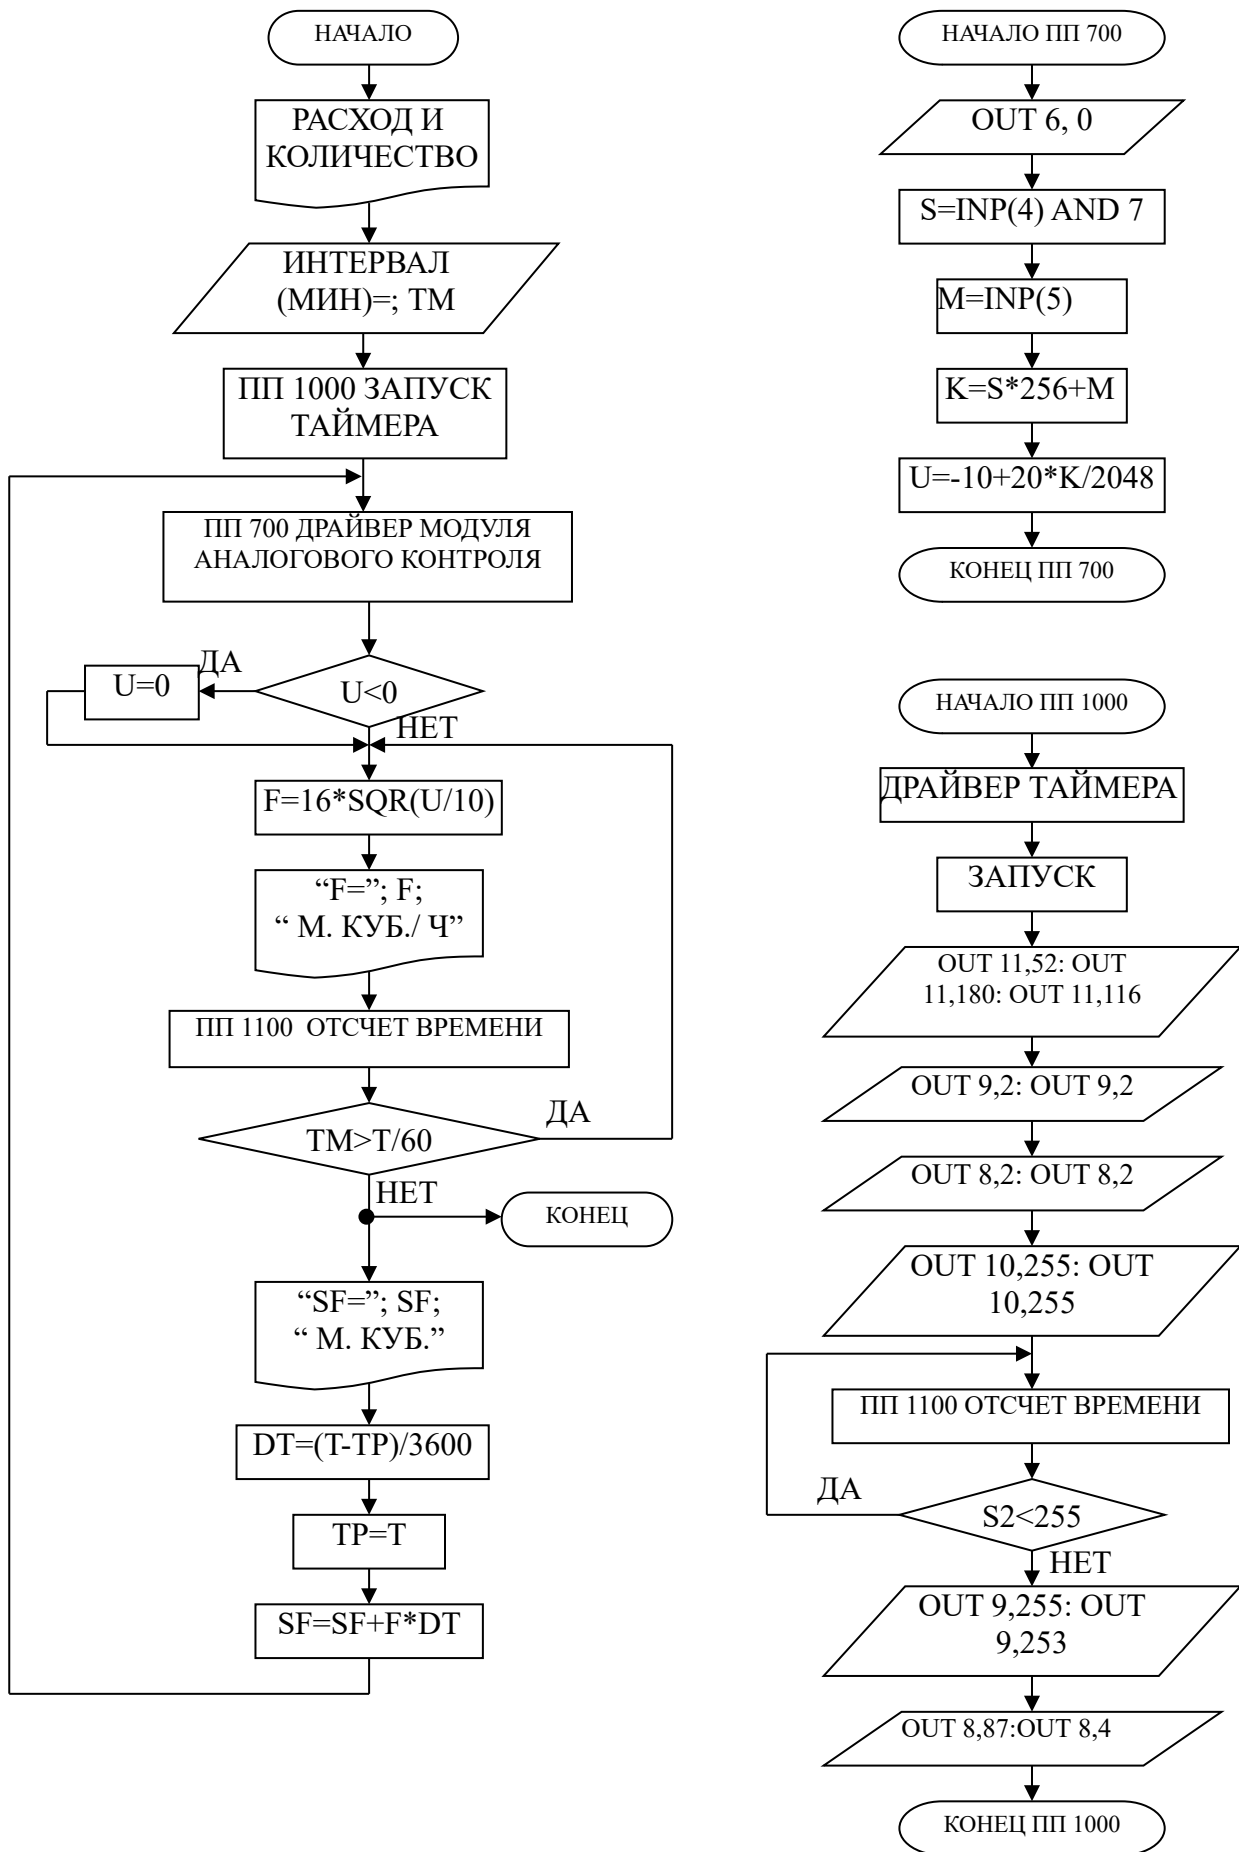 НАЧАЛО
РАСХОД И
КОЛИЧЕСТВО
ИНТЕРВАЛ
(МИН)=; ТМ
ПП 1000 ЗАПУСК
ТАЙМЕРА
ПП 700 ДРАЙВЕР МОДУЛЯ
АНАЛОГОВОГО КОНТРОЛЯ
ДА
U=0
U<0
НЕТ
F=16*SQR(U/10)
“F=”; F;
“ М. КУБ./ Ч”
ПП 1100  ОТСЧЕТ ВРЕМЕНИ
ДА
TM>T/60
НЕТ
КОНЕЦ
“SF=”; SF;
“ М. КУБ.”
DT=(T-TP)/3600
TP=T
SF=SF+F*DT
НАЧАЛО ПП 700
OUT 6, 0
S=INP(4) AND 7
M=INP(5)
K=S*256+M
U=-10+20*K/2048
КОНЕЦ ПП 700
НАЧАЛО ПП 1000
ДРАЙВЕР ТАЙМЕРА
ЗАПУСК
OUT 11,52: OUT
11,180: OUT 11,116
OUT 9,2: OUT 9,2
OUT 8,2: OUT 8,2
OUT 10,255: OUT
10,255
ПП 1100 ОТСЧЕТ ВРЕМЕНИ
ДА
S2<255
НЕТ
OUT 9,255: OUT
9,253
OUT 8,87:OUT 8,4
КОНЕЦ ПП 1000